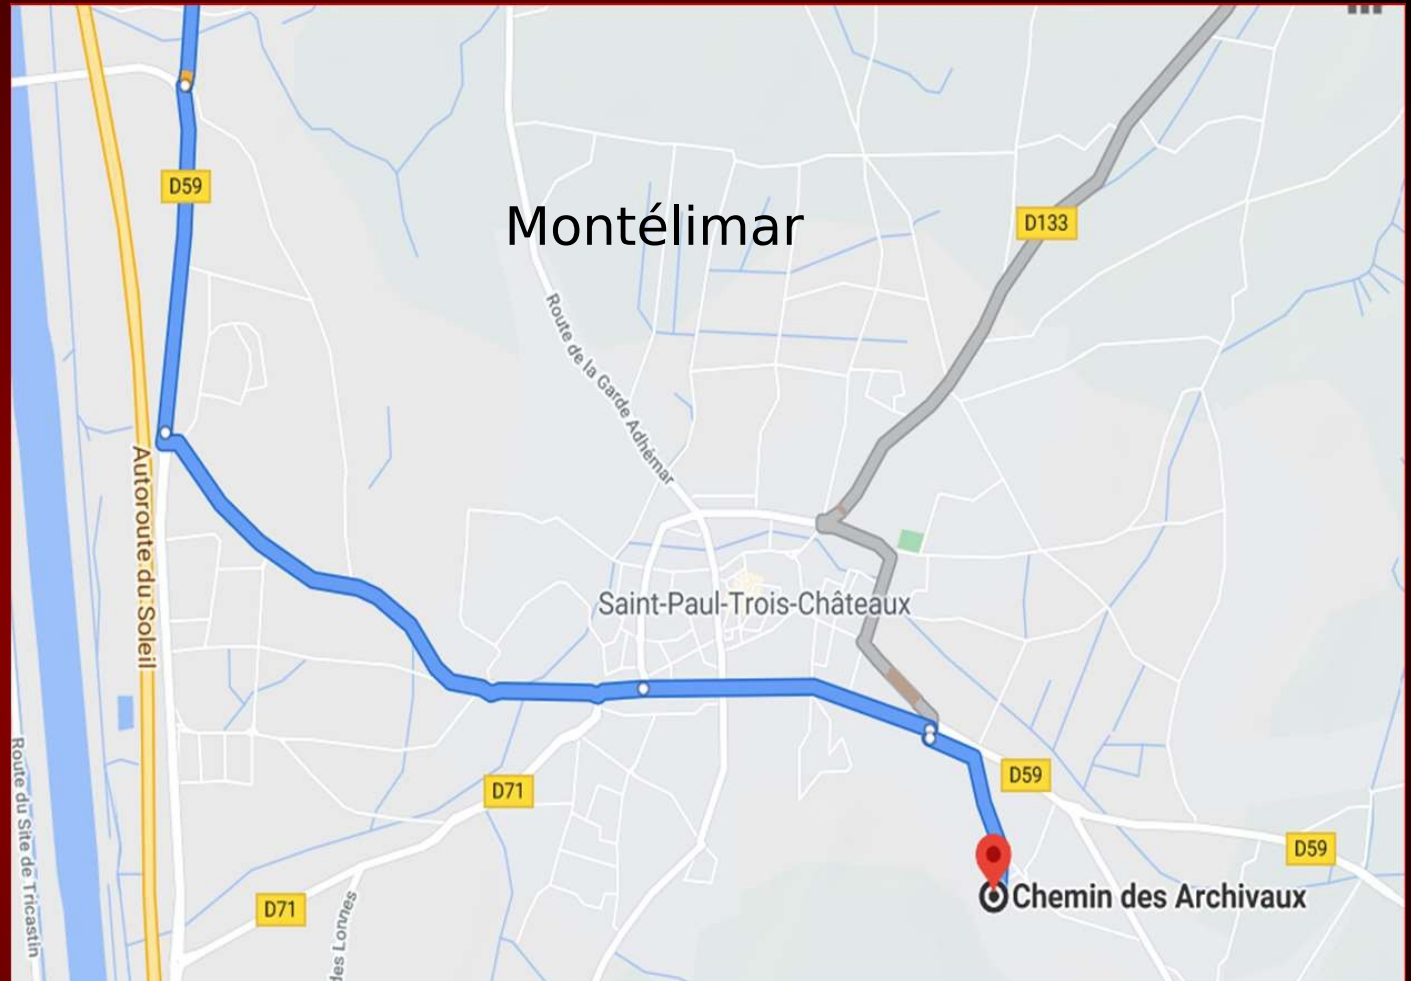 D59
Montélimar
D133
Route de la Garde Adhémar
Autoroute du Soleil
Saint-Paul-Trois-Châteaux
Route du Site de Tricastin
D71
D59
D59
D71
Chemin des Archivaux
des Lonnes